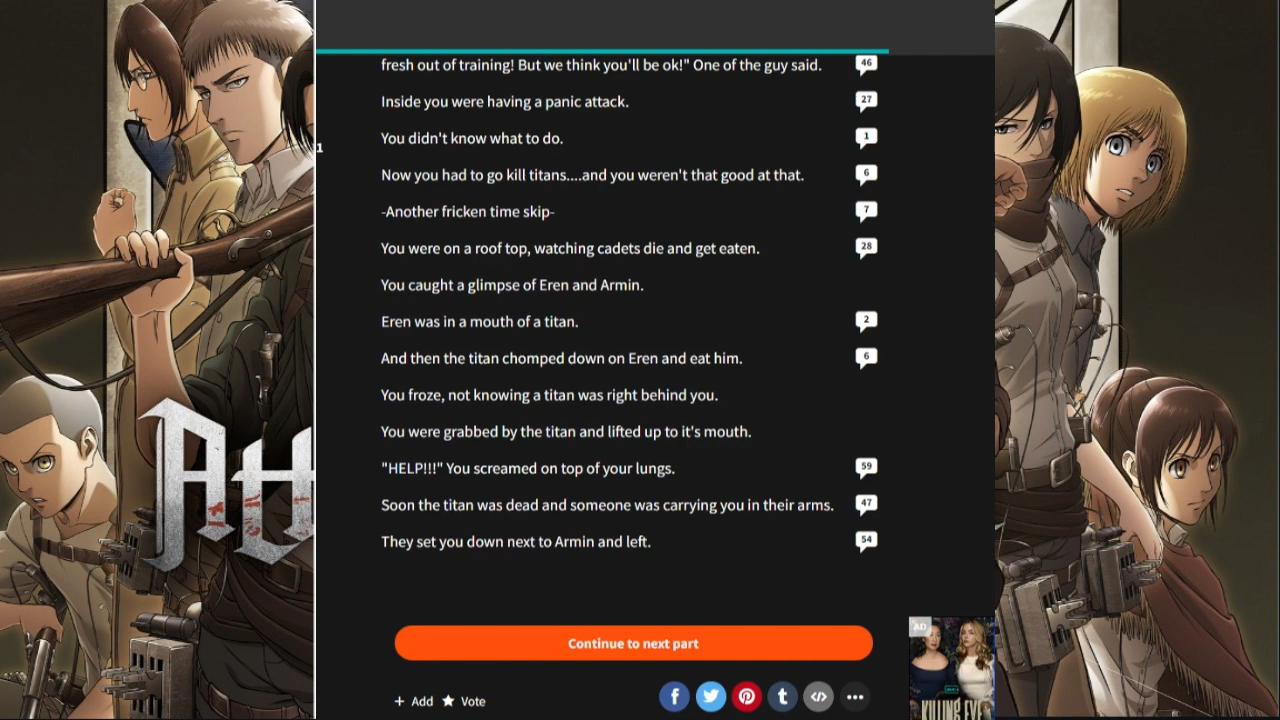 fresh out of training! But we think you'll be ok!" One of the guy said.
46
Inside you were having a panic attack.
27
1
You didn't know what to do.
1
Now you had to go kill titans....and you weren't that good at that.
6
-Another fricken time skip-
7
You were on a roof top, watching cadets die and get eaten.
28
You caught a glimpse of Eren and Armin.
Eren was in a mouth of a titan.
2
And then the titan chomped down on Eren and eat him.
6
You froze, not knowing a titan was right behind you.
You were grabbed by the titan and lifted up to it's mouth.
"HELP!!!" You screamed on top of your lungs.
59
Soon the titan was dead and someone was carrying you in their arms.
47
They set you down next to Armin and left.
54
Att
Continue to next part
AD
KILLING EVE
+ Add ★ Vote